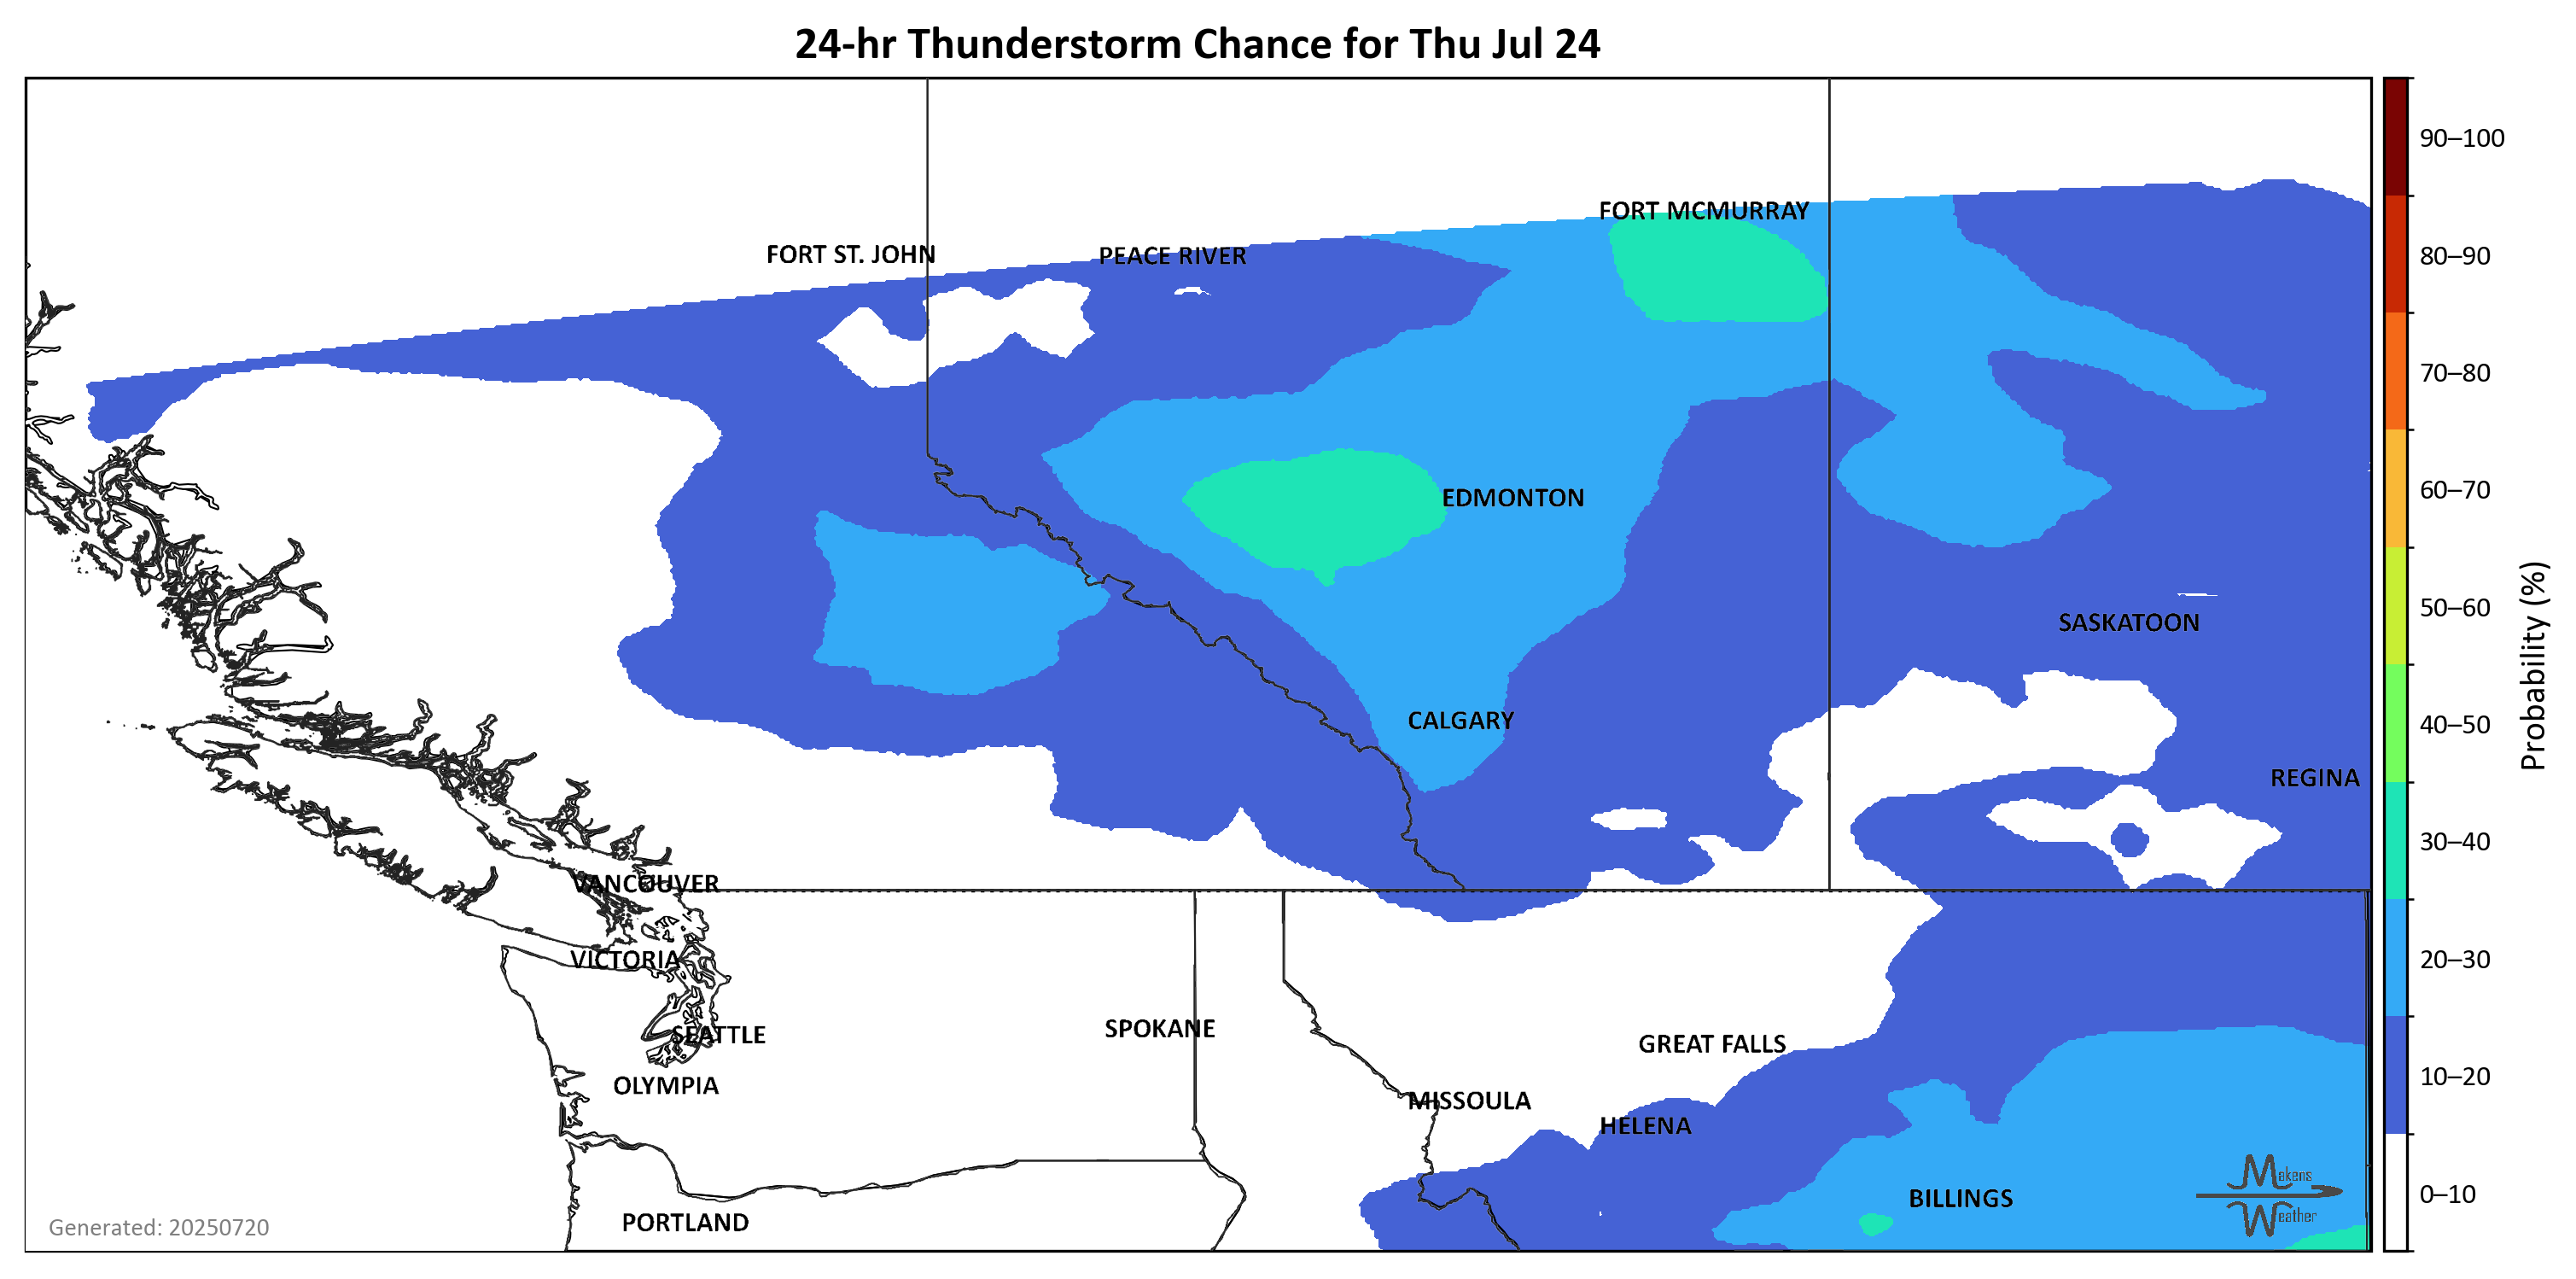 24-hr Thunderstorm Chance for Thu Jul 24
90–100
FORT MCMURRAY
FORT ST. JOHN
PEACE RIVER
80–90
70–80
EDMONTON
60–70
50–60
SASKATOON
CALGARY
40–50
REGINA
Probability (%)
30–40
VANCOUVER
VICTORIA
20–30
SEATTLE
SPOKANE
GREAT FALLS
OLYMPIA
10–20
MISSOULA
HELENA
Makens
Weather
BILLINGS
0–10
PORTLAND
Generated: 20250720